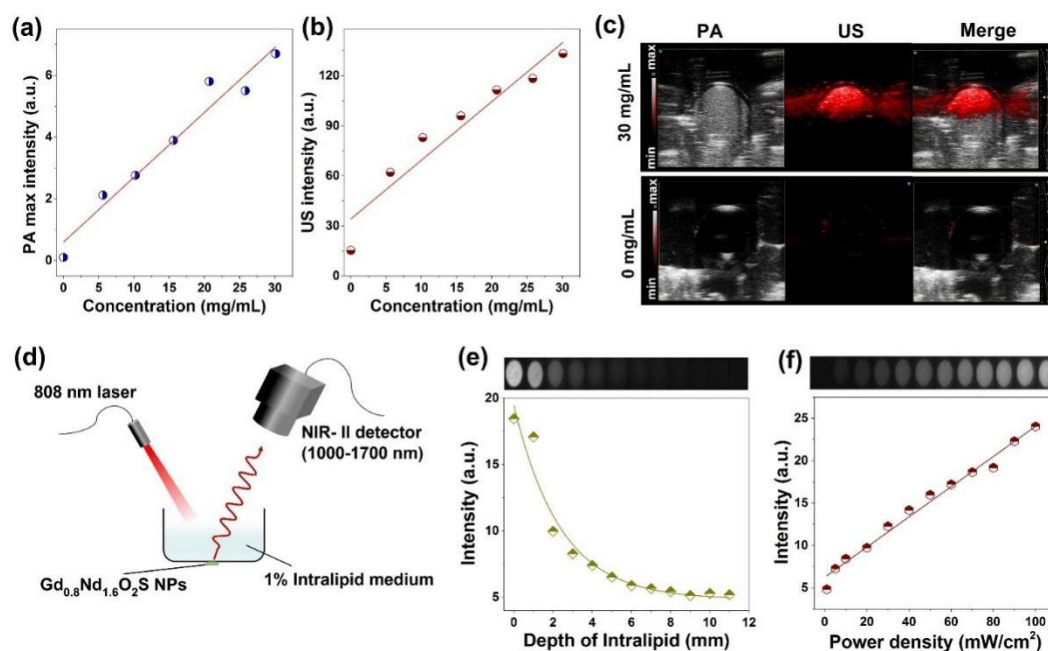 (a)
PA max intensity (a.u.)
6
4
2
0
0 5 10 15 20 25 30
Concentration (mg/mL)
(b)
US intensity (a.u.)
120
90
60
30
0
0 5 10 15 20 25 30
Concentration (mg/mL)
(c)
PA US Merge
30 mg/mL
max
min
0 mg/mL
max
min
(d)
808 nm laser
NIR- II detector
(1000-1700 nm)
Gd0.8Nd1.6O2S NPs
1% Intralipid medium
(e)
Intensity (a.u.)
20
15
10
5
0 2 4 6 8 10 12
Depth of Intralipid (mm)
(f)
Intensity (a.u.)
25
20
15
10
5
0 20 40 60 80 100
Power density (mW/cm²)